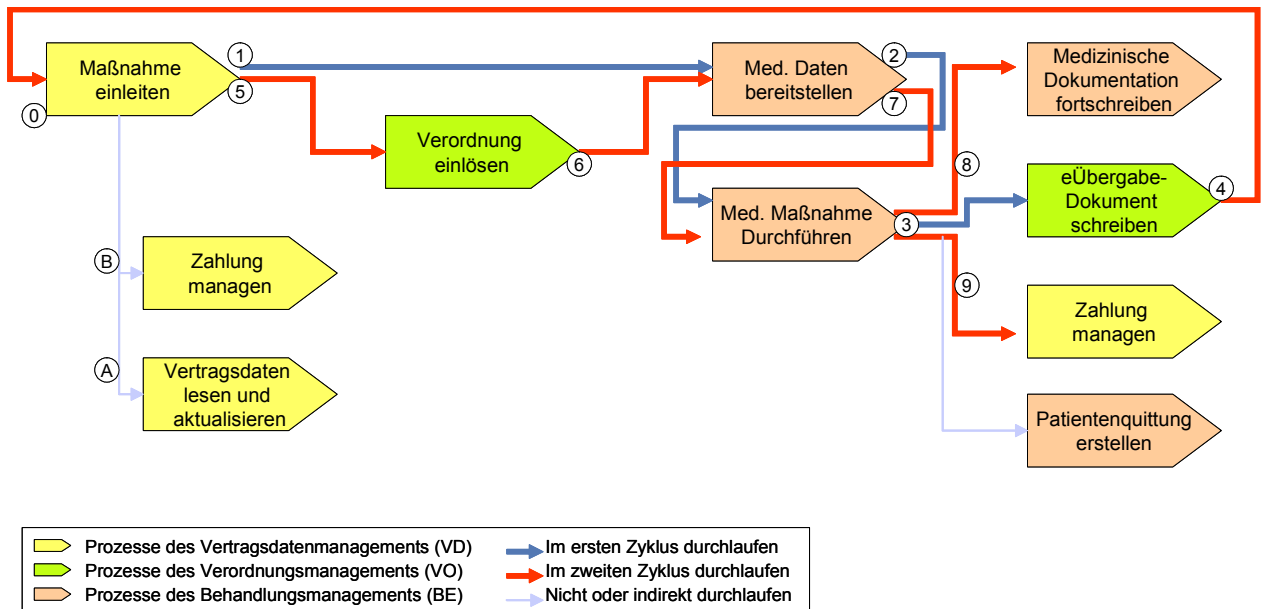 1
2
Maßnahme
einleiten
0
5
Med. Daten
bereitstellen
7
Medizinische
Dokumentation
fortschreiben
Verordnung
einlösen
6
8
eÜbergabe-
Dokument
schreiben
4
Med. Maßnahme
Durchführen
3
B
Zahlung
managen
9
Zahlung
managen
A
Vertragsdaten
lesen und
aktualisieren
Patientenquittung
erstellen
Prozesse des Vertragsdatenmanagements (VD)
Im ersten Zyklus durchlaufen
Prozesse des Verordnungsmanagements (VO)
Im zweiten Zyklus durchlaufen
Prozesse des Behandlungsmanagements (BE)
Nicht oder indirekt durchlaufen